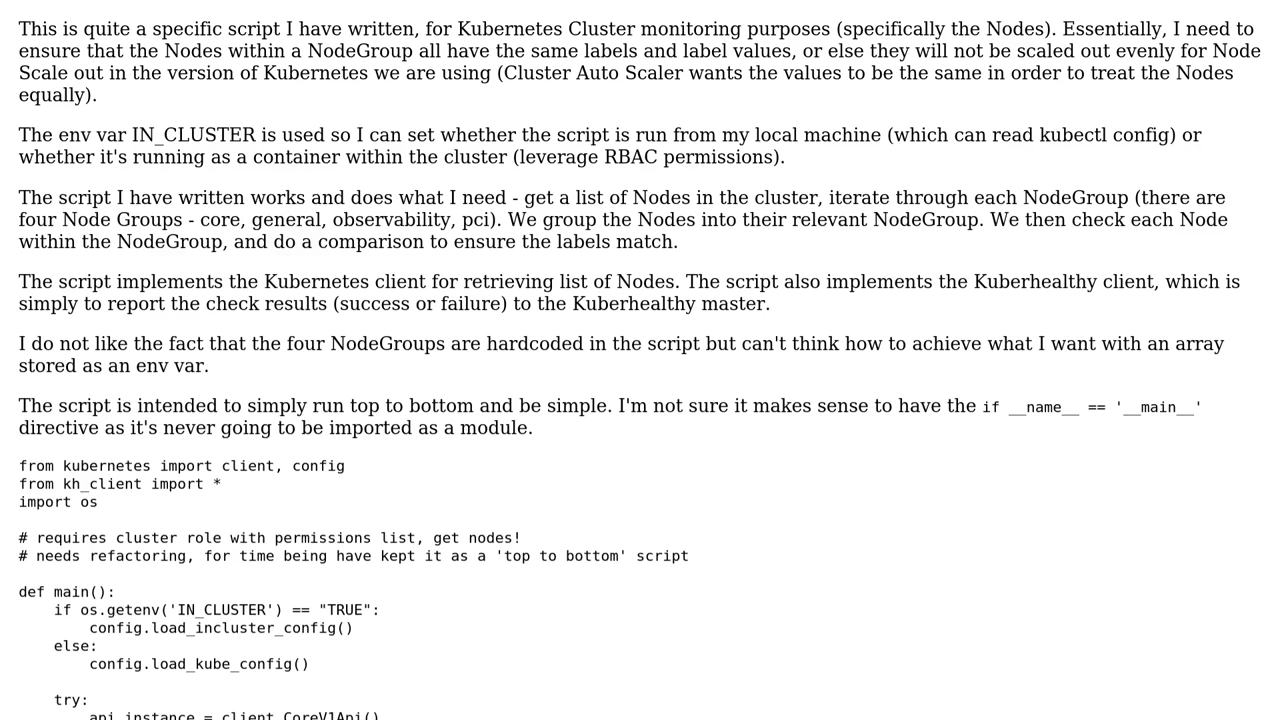 This is quite a specific script I have written, for Kubernetes Cluster monitoring purposes (specifically the Nodes). Essentially, I need to
ensure that the Nodes within a NodeGroup all have the same labels and label values, or else they will not be scaled out evenly for Node
Scale out in the version of Kubernetes we are using (Cluster Auto Scaler wants the values to be the same in order to treat the Nodes
equally).
The env var IN_CLUSTER is used so I can set whether the script is run from my local machine (which can read kubectl config) or
whether it's running as a container within the cluster (leverage RBAC permissions).
The script I have written works and does what I need - get a list of Nodes in the cluster, iterate through each NodeGroup (there are
four Node Groups - core, general, observability, pci). We group the Nodes into their relevant NodeGroup. We then check each Node
within the NodeGroup, and do a comparison to ensure the labels match.
The script implements the Kubernetes client for retrieving list of Nodes. The script also implements the Kuberhealthy client, which is
simply to report the check results (success or failure) to the Kuberhealthy master.
I do not like the fact that the four NodeGroups are hardcoded in the script but can't think how to achieve what I want with an array
stored as an env var.
The script is intended to simply run top to bottom and be simple. I'm not sure it makes sense to have the if __name__ == '__main__'
directive as it's never going to be imported as a module.
from kubernetes import client, config
from kh_client import *
import os
# requires cluster role with permissions list, get nodes!
# needs refactoring, for time being have kept it as a 'top to bottom' script
def main():
    if os.getenv('IN_CLUSTER') == "TRUE":
        config.load_incluster_config()
    else:
        config.load_kube_config()
    try:
        api_instance = client.CoreV1Api()